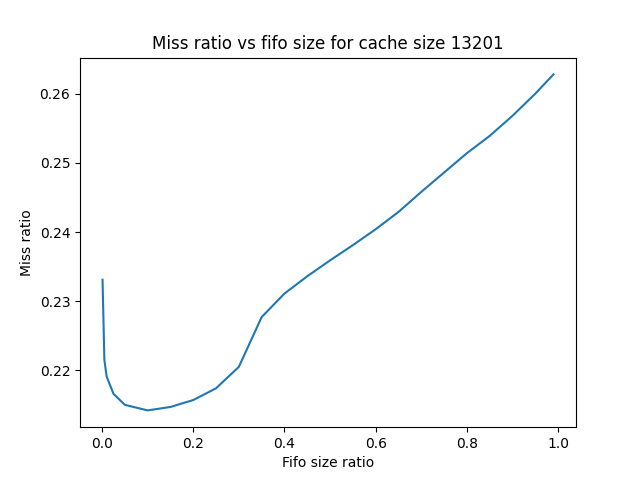 Miss ratio vs fifo size for cache size 13201
0.26
0.25
0.24
0.23
0.22
Miss ratio
0.0 0.2 0.4 0.6 0.8 1.0
Fifo size ratio